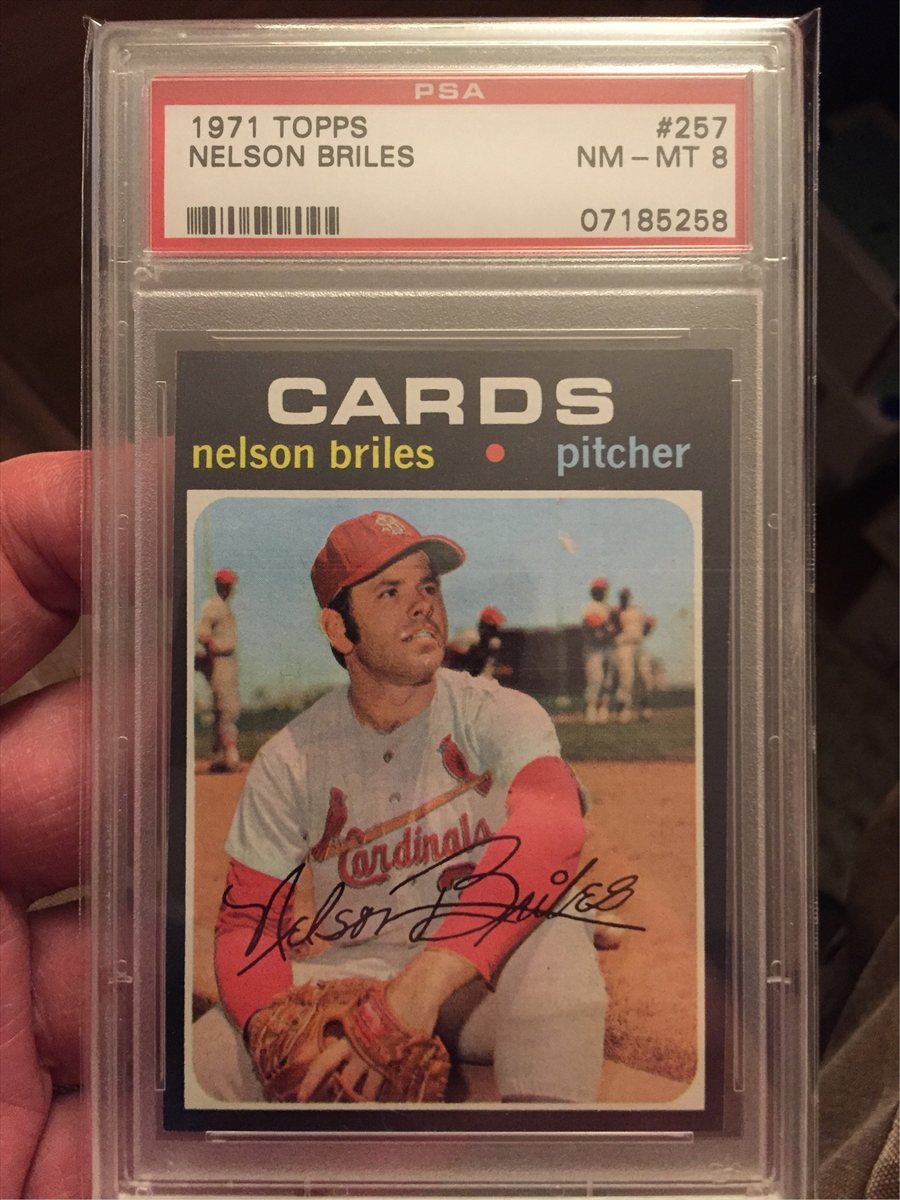 PSA
1971 TOPPS #257
NELSON BRILES NM - MT 8
07185258
CARDS
nelson briles • pitcher
Cardinals
Nelson Briles